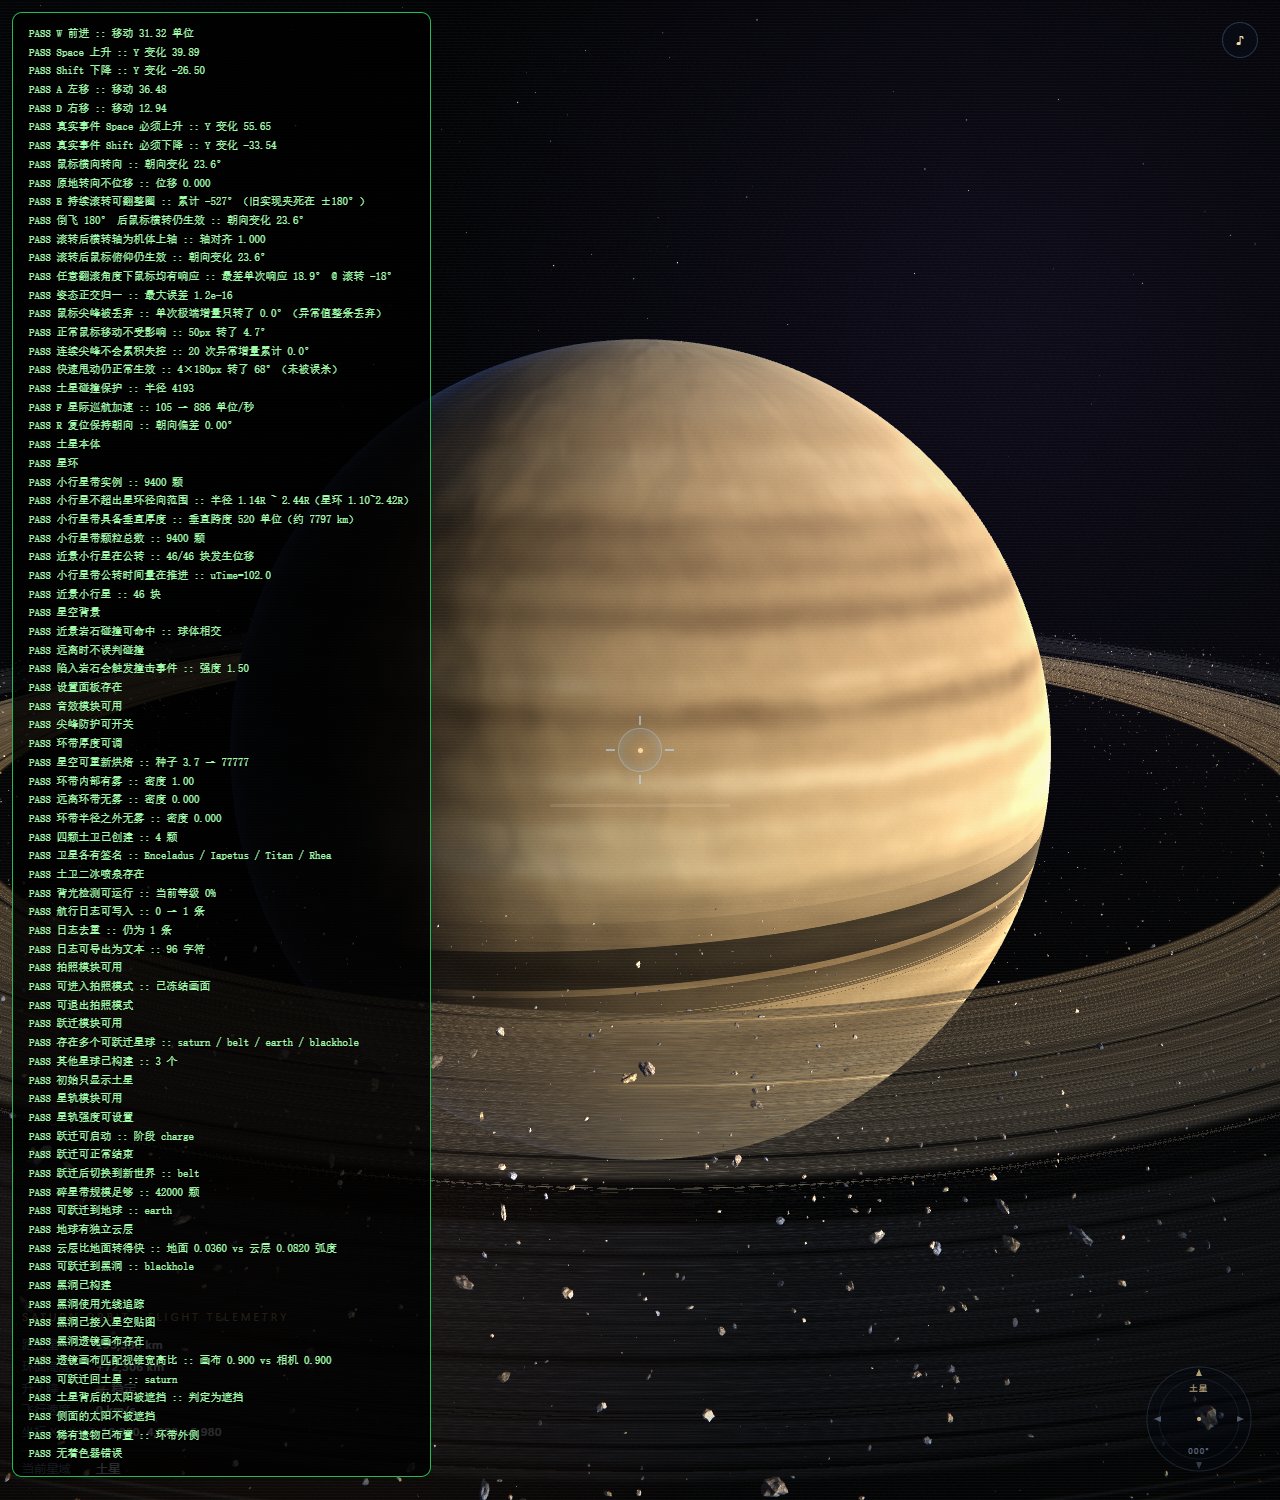 PASS W 前进 :: 移动 31.32 单位
PASS Space 上升 :: Y 变化 39.89
PASS Shift 下降 :: Y 变化 -26.50
PASS A 左移 :: 移动 36.48
PASS D 右移 :: 移动 12.94
PASS 真实事件 Space 必须上升 :: Y 变化 55.65
PASS 真实事件 Shift 必须下降 :: Y 变化 -33.54
PASS 鼠标横向转向 :: 朝向变化 23.6°
PASS 原地转向不位移 :: 位移 0.000
PASS E 持续滚转可翻整圈 :: 累计 -527°（旧实现夹死在 ±180°）
PASS 倒飞 180° 后鼠标横转仍生效 :: 朝向变化 23.6°
PASS 滚转后横转轴为机体上轴 :: 轴对齐 1.000
PASS 滚转后鼠标俯仰仍生效 :: 朝向变化 23.6°
PASS 任意翻滚角度下鼠标均有响应 :: 最差单次响应 18.9° @ 滚转 -18°
PASS 姿态正交归一 :: 最大误差 1.2e-16
PASS 鼠标尖峰被丢弃 :: 单次极端增量只转了 0.0°（异常值整条丢弃）
PASS 正常鼠标移动不受影响 :: 50px 转了 4.7°
PASS 连续尖峰不会累积失控 :: 20 次异常增量累计 0.0°
PASS 快速甩动仍正常生效 :: 4×180px 转了 68°（未被误杀）
PASS 土星碰撞保护 :: 半径 4193
PASS F 星际巡航加速 :: 105 → 886 单位/秒
PASS R 复位保持朝向 :: 朝向偏差 0.00°
PASS 土星本体
PASS 星环
PASS 小行星带实例 :: 9400 颗
PASS 小行星不超出星环径向范围 :: 半径 1.14R ~ 2.44R（星环 1.10~2.42R）
PASS 小行星带具备垂直厚度 :: 垂直跨度 520 单位（约 7797 km）
PASS 小行星带颗粒总数 :: 9400 颗
PASS 近景小行星在公转 :: 46/46 块发生位移
PASS 小行星带公转时间量在推进 :: uTime=102.0
PASS 近景小行星 :: 46 块
PASS 星空背景
PASS 近景岩石碰撞可命中 :: 球体相交
PASS 远离时不误判碰撞
PASS 陷入岩石会触发撞击事件 :: 强度 1.50
PASS 设置面板存在
PASS 音效模块可用
PASS 尖峰防护可开关
PASS 环带厚度可调
PASS 星空可重新烘焙 :: 种子 3.7 → 77777
PASS 环带内部有雾 :: 密度 1.00
PASS 远离环带无雾 :: 密度 0.000
PASS 环带半径之外无雾 :: 密度 0.000
PASS 四颗土卫已创建 :: 4 颗
PASS 卫星各有签名 :: Enceladus / Iapetus / Titan / Rhea
PASS 土卫二冰喷泉存在
PASS 背光检测可运行 :: 当前等级 0%
PASS 航行日志可写入 :: 0 → 1 条
PASS 日志去重 :: 仍为 1 条
PASS 日志可导出为文本 :: 96 字符
PASS 拍照模块可用
PASS 可进入拍照模式 :: 已冻结画面
PASS 可退出拍照模式
PASS 跃迁模块可用
PASS 存在多个可跃迁星球 :: saturn / belt / earth / blackhole
PASS 其他星球已构建 :: 3 个
PASS 初始只显示土星
PASS 星轨模块可用
PASS 星轨强度可设置
PASS 跃迁可启动 :: 阶段 charge
PASS 跃迁可正常结束
PASS 跃迁后切换到新世界 :: belt
PASS 碎星带规模足够 :: 42000 颗
PASS 可跃迁到地球 :: earth
PASS 地球有独立云层
PASS 云层比地面转得快 :: 地面 0.0360 vs 云层 0.0820 弧度
PASS 可跃迁到黑洞 :: blackhole
PASS 黑洞已构建
PASS 黑洞使用光线追踪
PASS 黑洞已接入星空贴图
PASS 黑洞透镜画布存在
PASS 透镜画布匹配视锥宽高比 :: 画布 0.900 vs 相机 0.900
PASS 可跃迁回土星 :: saturn
PASS 土星背后的太阳被遮挡 :: 判定为遮挡
PASS 侧面的太阳不被遮挡
PASS 稀有遗物已布置 :: 环带外侧
PASS 无着色器错误
LIGHT TELEMETRY
km
当前星域 土星
土星
000°